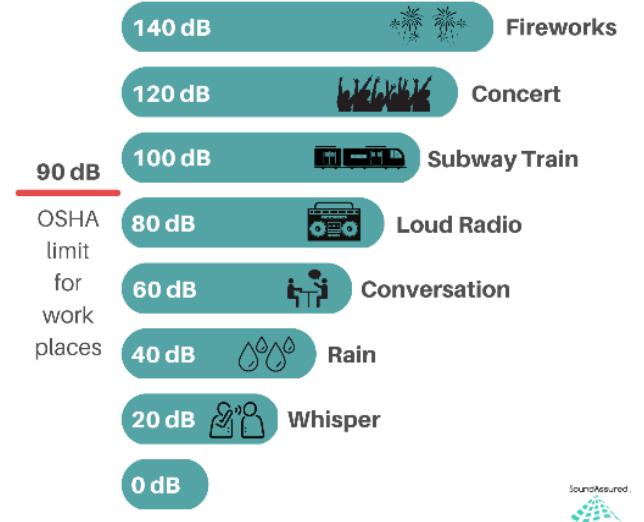 140 dB
Fireworks
120 dB
Concert
100 dB
Subway Train
90 dB
OSHA
limit
for
work
places
80 dB
Loud Radio
60 dB
Conversation
40 dB
Rain
20 dB
Whisper
0 dB
SoundAssured.